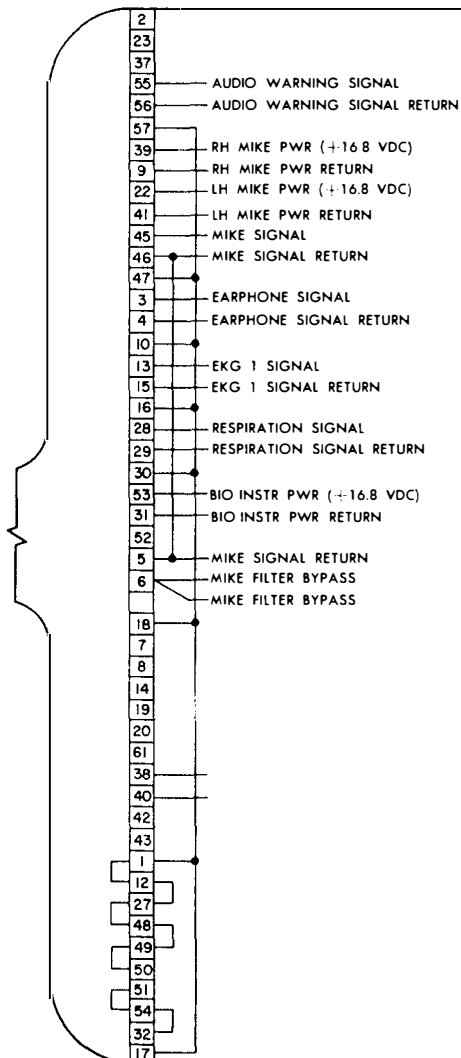 2
23
37
55 AUDIO WARNING SIGNAL
56 AUDIO WARNING SIGNAL RETURN
57
39 RH MIKE PWR (+16.8 VDC)
9 RH MIKE PWR RETURN
22 LH MIKE PWR (+16.8 VDC)
41 LH MIKE PWR RETURN
45 MIKE SIGNAL
46 MIKE SIGNAL RETURN
47
3 EARPHONE SIGNAL
4 EARPHONE SIGNAL RETURN
10
13 EKG 1 SIGNAL
15 EKG 1 SIGNAL RETURN
16
28 RESPIRATION SIGNAL
29 RESPIRATION SIGNAL RETURN
30
53 BIO INSTR PWR (+16.8 VDC)
31 BIO INSTR PWR RETURN
52
5 MIKE SIGNAL RETURN
6 MIKE FILTER BYPASS
MIKE FILTER BYPASS
18
7
8
14
19
20
61
38
40
42
43
1
12
27
48
49
50
51
54
32
17